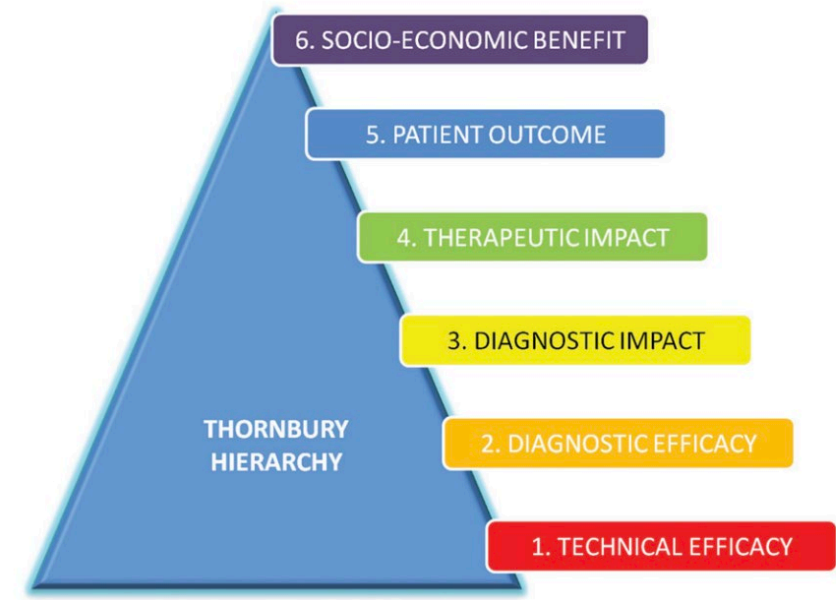 6. SOCIO-ECONOMIC BENEFIT
5. PATIENT OUTCOME
4. THERAPEUTIC IMPACT
3. DIAGNOSTIC IMPACT
THORNBURY
HIERARCHY
2. DIAGNOSTIC EFFICACY
1. TECHNICAL EFFICACY